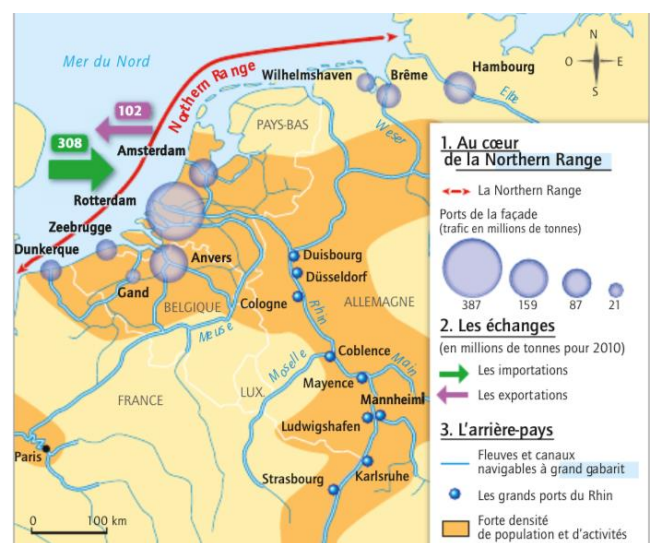 Mer du Nord
Northern Range
102
308
Wilhelmshaven
Brême
Hambourg
Elbe
Weser
N
O
E
S
PAYS-BAS
Amsterdam
Rotterdam
Zeebrugge
Dunkerque
Anvers
Gand
BELGIQUE
Meuse
Duisbourg
Düsseldorf
Cologne
Rhin
ALLEMAGNE
Coblence
Moselle
Main
Mayence
LUX.
Mannheim
FRANCE
Ludwigshafen
Paris
Karlsruhe
Strasbourg
0 100 km
1. Au cœur
de la Northern Range
La Northern Range
Ports de la façade
(trafic en millions de tonnes)
387 159 87 21
2. Les échanges
(en millions de tonnes pour 2010)
Les importations
Les exportations
3. L'arrière-pays
Fleuves et canaux
navigables à grand gabarit
Les grands ports du Rhin
Forte densité
de population et d'activités